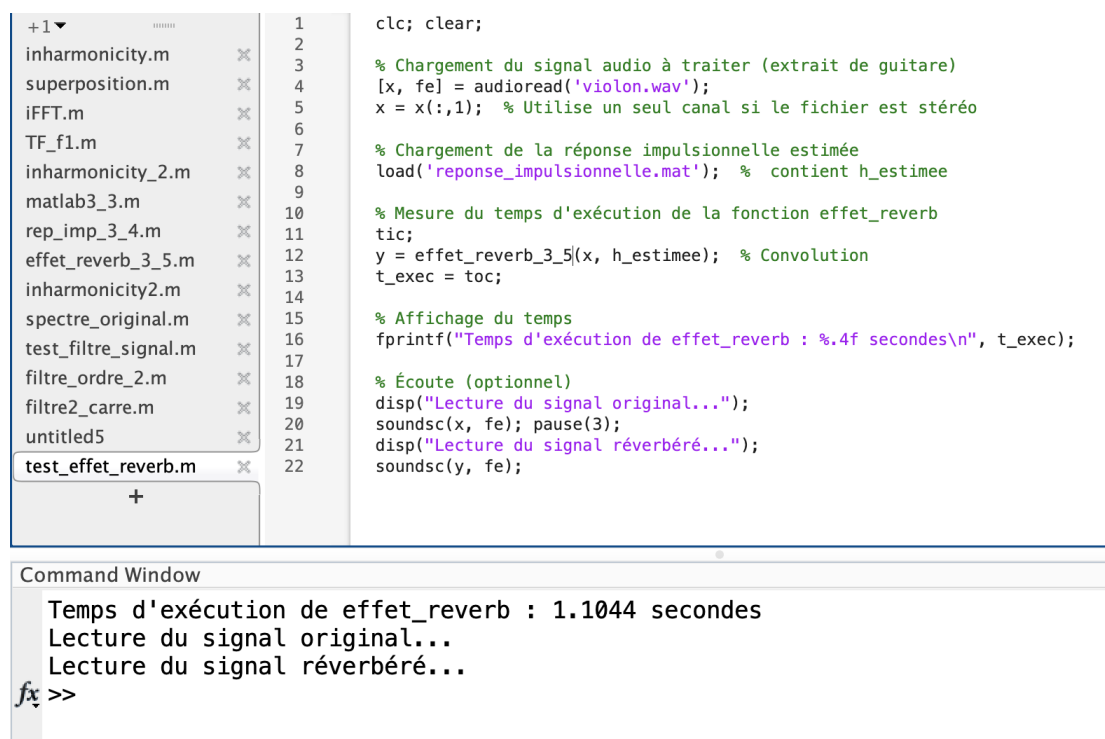 +1
inharmonicity.m
superposition.m
iFFT.m
TF_f1.m
inharmonicity_2.m
matlab3_3.m
rep_imp_3_4.m
effet_reverb_3_5.m
inharmonicity2.m
spectre_original.m
test_filtre_signal.m
filtre_ordre_2.m
filtre2_carre.m
untitled5
test_effet_reverb.m
+
1 clc; clear;
2
3 % Chargement du signal audio à traiter (extrait de guitare)
4 [x, fe] = audioread('violon.wav');
5 x = x(:,1);  % Utilise un seul canal si le fichier est stéréo
6
7 % Chargement de la réponse impulsionnelle estimée
8 load('reponse_impulsionnelle.mat');  %  contient h_estimee
9
10 % Mesure du temps d'exécution de la fonction effet_reverb
11 tic;
12 y = effet_reverb_3_5(x, h_estimee);  % Convolution
13 t_exec = toc;
14
15 % Affichage du temps
16 fprintf("Temps d'exécution de effet_reverb : %.4f secondes\n", t_exec);
17
18 % Écoute (optionnel)
19 disp("Lecture du signal original...");
20 soundsc(x, fe); pause(3);
21 disp("Lecture du signal réverbéré...");
22 soundsc(y, fe);
Command Window
Temps d'exécution de effet_reverb : 1.1044 secondes
Lecture du signal original...
Lecture du signal réverbéré...
fx >>